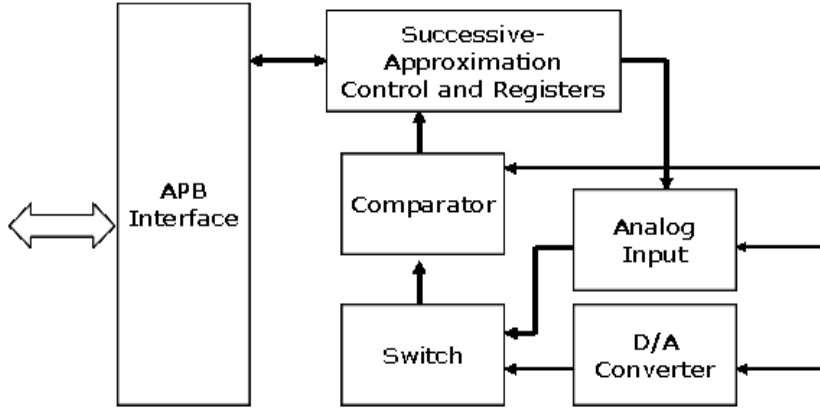 Successive-
Approximation
Control and Registers
APB
Interface
Comparator
Analog
Input
Switch
D/A
Converter